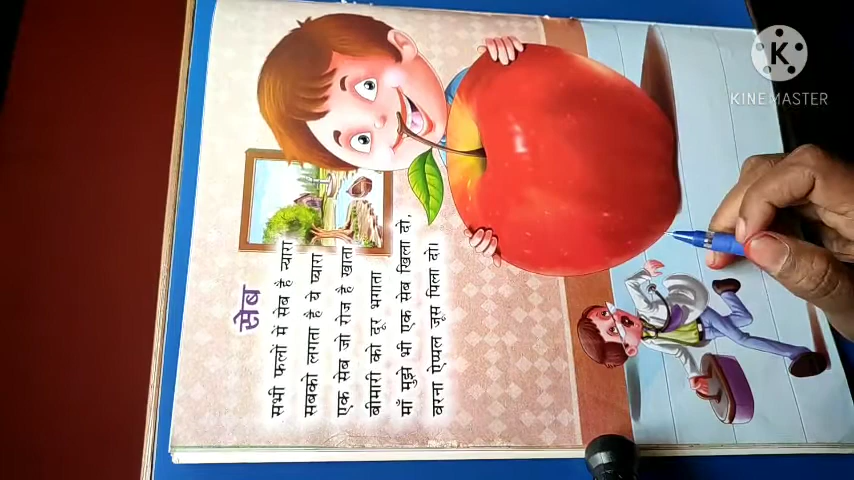 सेब
सभी फलों में सेब है न्यारा
सबको लगता है ये प्यारा
एक सेब जो रोज है खाता
बीमारी को दूर भगाता
माँ मुझे भी एक सेब खिला दो,
वरना ऐप्पल जूस पिला दो।
K
KINEMASTER